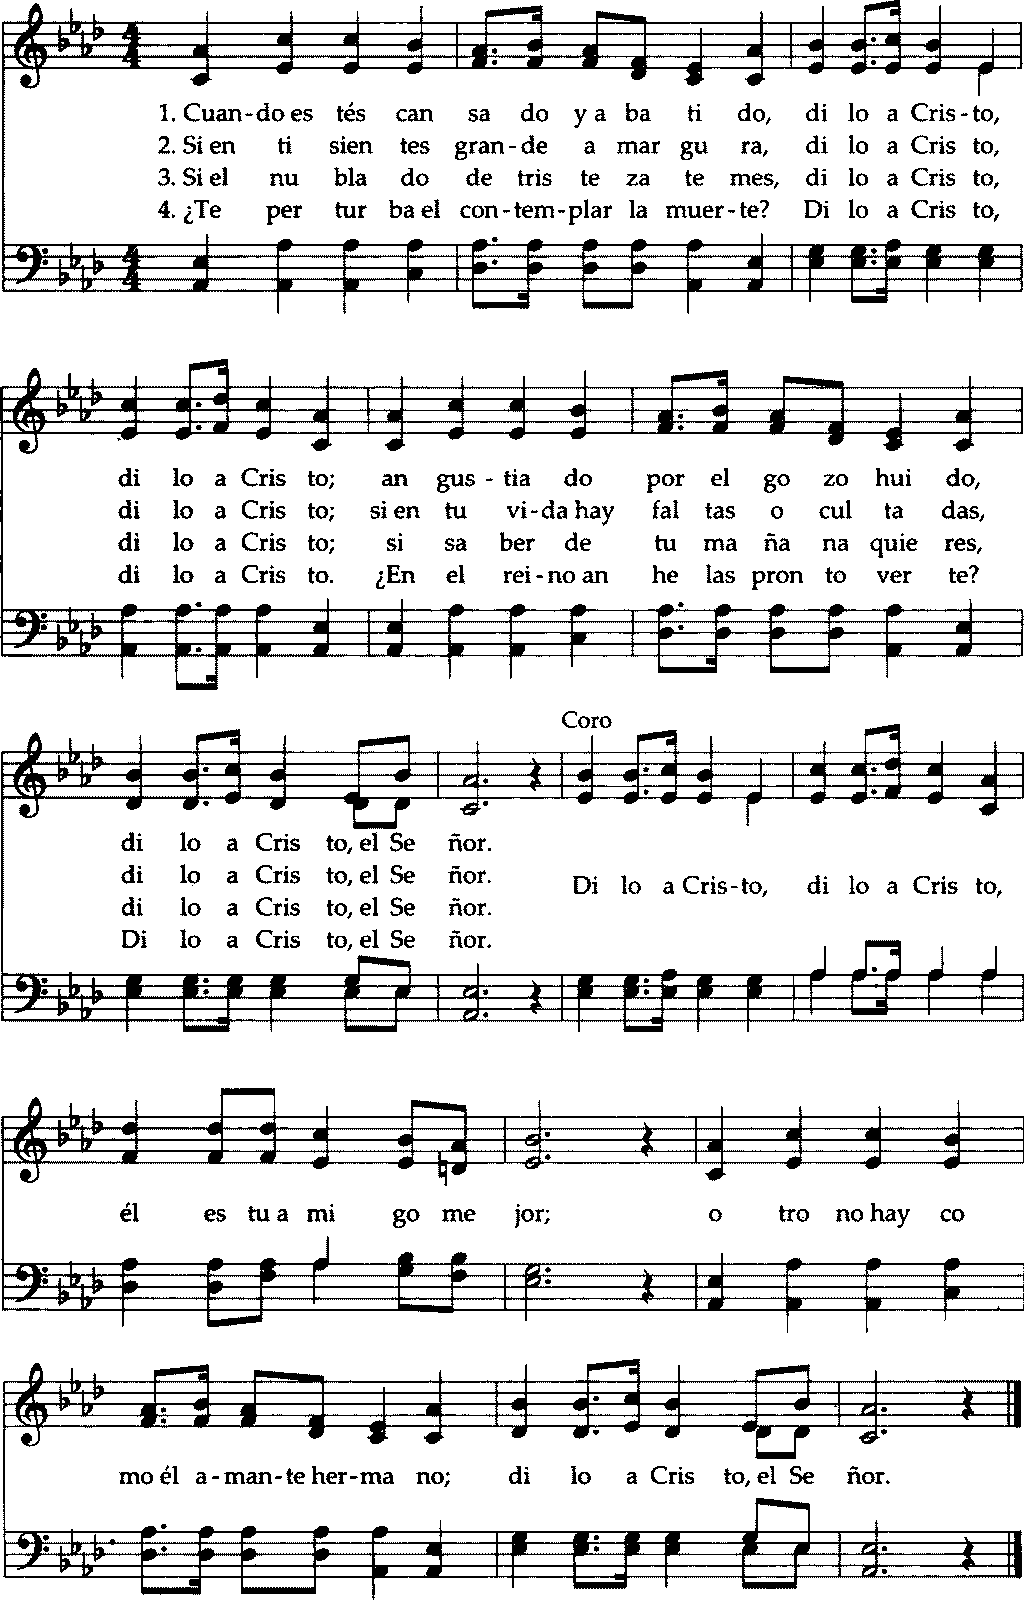 1. Cuan-do es tés can sa do y a ba ti do, di lo a Cris-to,
2. Si en ti sien tes gran-de a mar gu ra, di lo a Cris to,
3. Si el nu bla do de tris te za te mes, di lo a Cris to,
4. ¿Te per tur ba el con-tem-plar la muer-te? Di lo a Cris to,
di lo a Cris to; an gus-tia do por el go zo hui do,
di lo a Cris to; si en tu vi-da hay fal tas o cul ta das,
di lo a Cris to; si sa ber de tu ma ña na quie res,
di lo a Cris to. ¿En el rei-no an he las pron to ver te?
Coro
di lo a Cris to, el Se ñor.
di lo a Cris to, el Se ñor.
di lo a Cris to, el Se ñor.
Di lo a Cris to, el Se ñor.
Di lo a Cris-to, di lo a Cris to,
él es tu a mi go me jor; o tro no hay co
mo él a-man-te her-ma no; di lo a Cris to, el Se ñor.